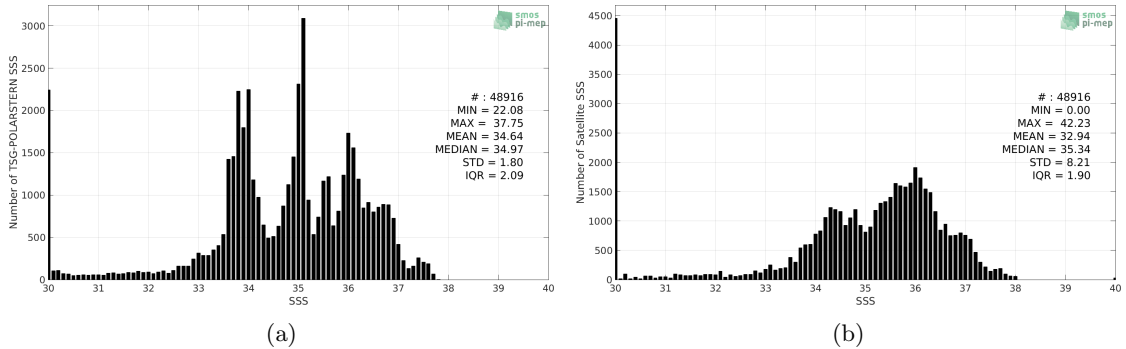 smos
pi-mep
Number of TSG-POLARSTERN SSS
3000
2500
2000
1500
1000
500
0
# : 48916
MIN = 22.08
MAX = 37.75
MEAN = 34.64
MEDIAN = 34.97
STD = 1.80
IQR = 2.09
30 31 32 33 34 35 36 37 38 39 40
SSS
(a)
smos
pi-mep
Number of Satellite SSS
4500
4000
3500
3000
2500
2000
1500
1000
500
0
# : 48916
MIN = 0.00
MAX = 42.23
MEAN = 32.94
MEDIAN = 35.34
STD = 8.21
IQR = 1.90
30 31 32 33 34 35 36 37 38 39 40
SSS
(b)